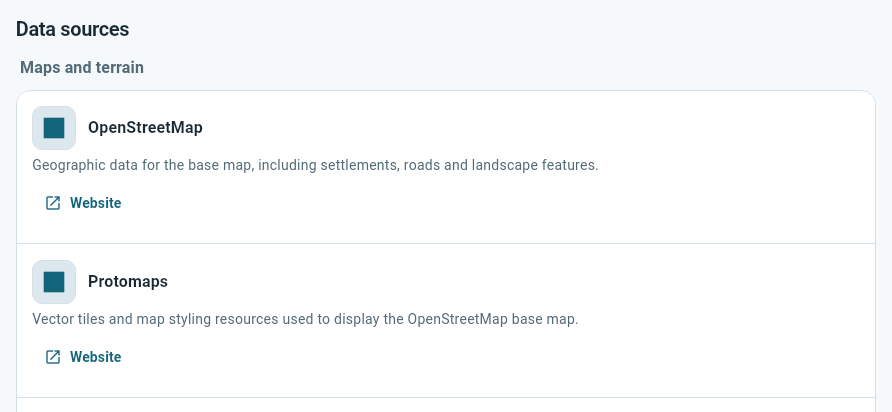 Data sources
Maps and terrain
OpenStreetMap
Geographic data for the base map, including settlements, roads and landscape features.
Website
Protomaps
Vector tiles and map styling resources used to display the OpenStreetMap base map.
Website